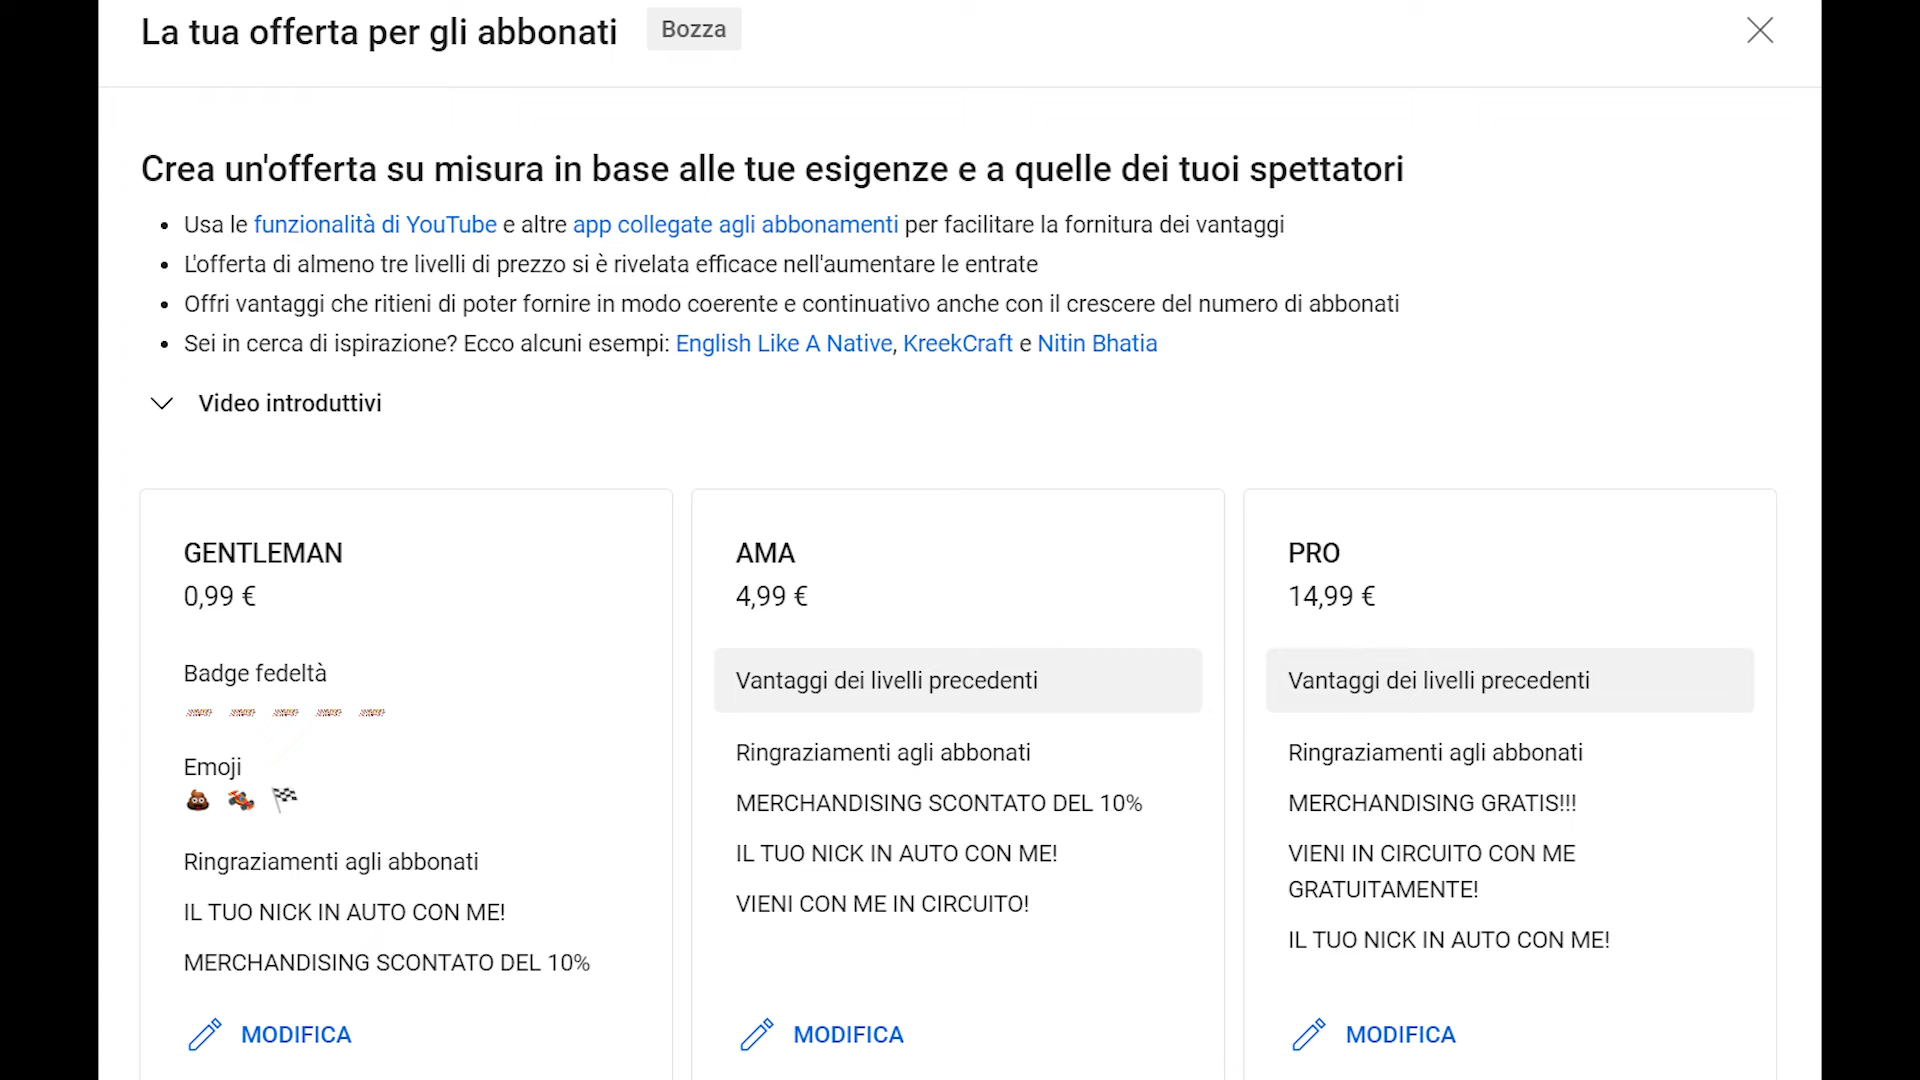 La tua offerta per gli abbonati
Bozza
Crea un'offerta su misura in base alle tue esigenze e a quelle dei tuoi spettatori
Usa le funzionalità di YouTube e altre app collegate agli abbonamenti per facilitare la fornitura dei vantaggi
L'offerta di almeno tre livelli di prezzo si è rivelata efficace nell'aumentare le entrate
Offri vantaggi che ritieni di poter fornire in modo coerente e continuativo anche con il crescere del numero di abbonati
Sei in cerca di ispirazione? Ecco alcuni esempi: English Like A Native, KreekCraft e Nitin Bhatia
Video introduttivi
GENTLEMAN
0,99 €
Badge fedeltà
Emoji
Ringraziamenti agli abbonati
IL TUO NICK IN AUTO CON ME!
MERCHANDISING SCONTATO DEL 10%
MODIFICA
AMA
4,99 €
Vantaggi dei livelli precedenti
Ringraziamenti agli abbonati
MERCHANDISING SCONTATO DEL 10%
IL TUO NICK IN AUTO CON ME!
VIENI CON ME IN CIRCUITO!
MODIFICA
PRO
14,99 €
Vantaggi dei livelli precedenti
Ringraziamenti agli abbonati
MERCHANDISING GRATIS!!!
VIENI IN CIRCUITO CON ME
GRATUITAMENTE!
IL TUO NICK IN AUTO CON ME!
MODIFICA